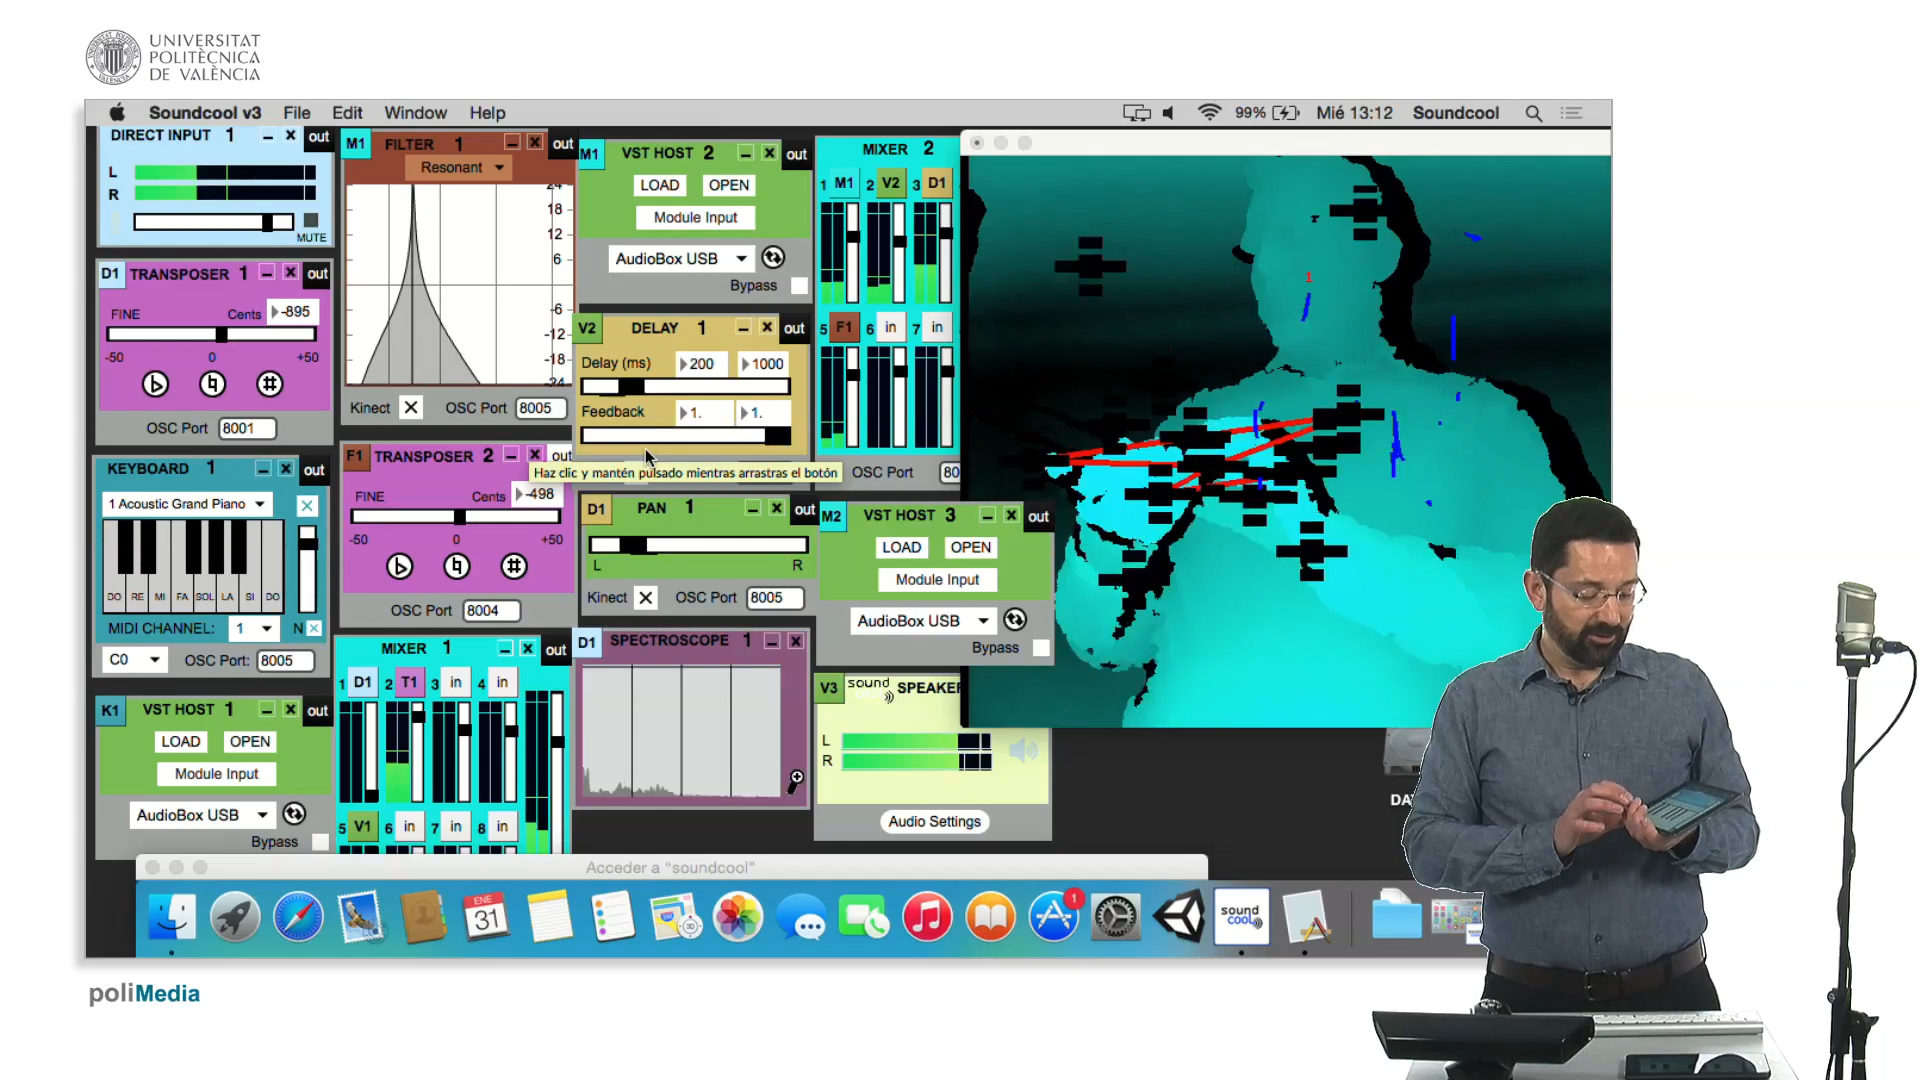 UNIVERSITAT
POLITÈCNICA
DE VALÈNCIA
Soundcool v3 File Edit Window Help
99% Mié 13:12 Soundcool
DIRECT INPUT 1 out
L
R
MUTE
D1 TRANSPOSER 1 out
FINE Cents -895
-50 0 +50
OSC Port 8001
KEYBOARD 1 out
1 Acoustic Grand Piano
DO RE MI FA SOL LA SI DO
MIDI CHANNEL: 1 N
C0 OSC Port: 8005
K1 VST HOST 1 out
LOAD OPEN
Module Input
AudioBox USB
Bypass
M1 FILTER 1 out
Resonant
24
18
12
6
-6
-12
-18
-24
Kinect OSC Port 8005
F1 TRANSPOSER 2 out
FINE Cents -498
-50 0 +50
OSC Port 8004
MIXER 1 out
1 D1 2 T1 3 in 4 in
5 V1 6 in 7 in 8 in
M1 VST HOST 2 out
LOAD OPEN
Module Input
AudioBox USB
Bypass
V2 DELAY 1 out
Delay (ms) 200 1000
Feedback 1. 1.
Haz clic y mantén pulsado mientras arrastras el botón
D1 PAN 1 out
L R
Kinect OSC Port 8005
D1 SPECTROSCOPE 1
MIXER 2
1 M1 2 V2 3 D1
5 F1 6 in 7 in
OSC Port 80
M2 VST HOST 3 out
LOAD OPEN
Module Input
AudioBox USB
Bypass
V3 sound SPEAKER
L
R
Audio Settings
1
DA
Acceder a “soundcool”
ENE
31
1
sound
cool
poliMedia